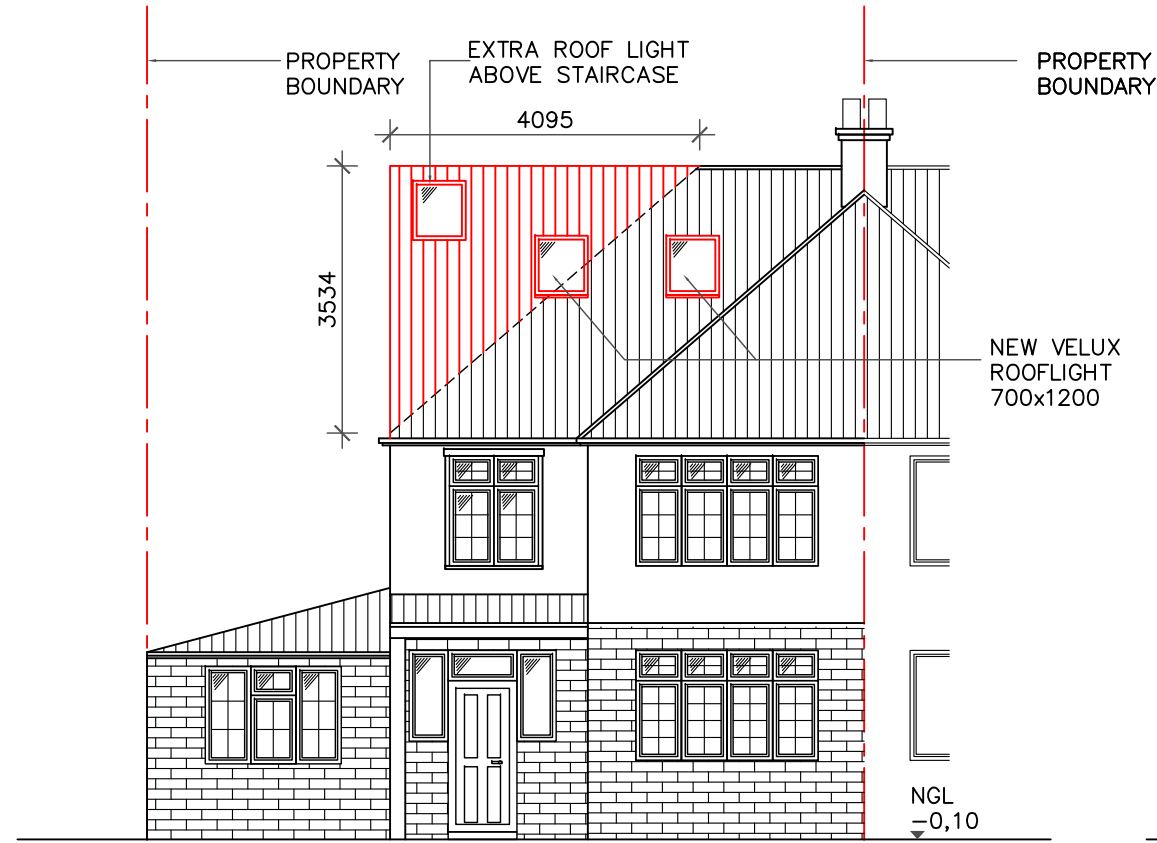 PROPERTY
BOUNDARY
EXTRA ROOF LIGHT
ABOVE STAIRCASE
PROPERTY
BOUNDARY
4095
3534
NEW VELUX
ROOFLIGHT
700x1200
NGL
−0,10